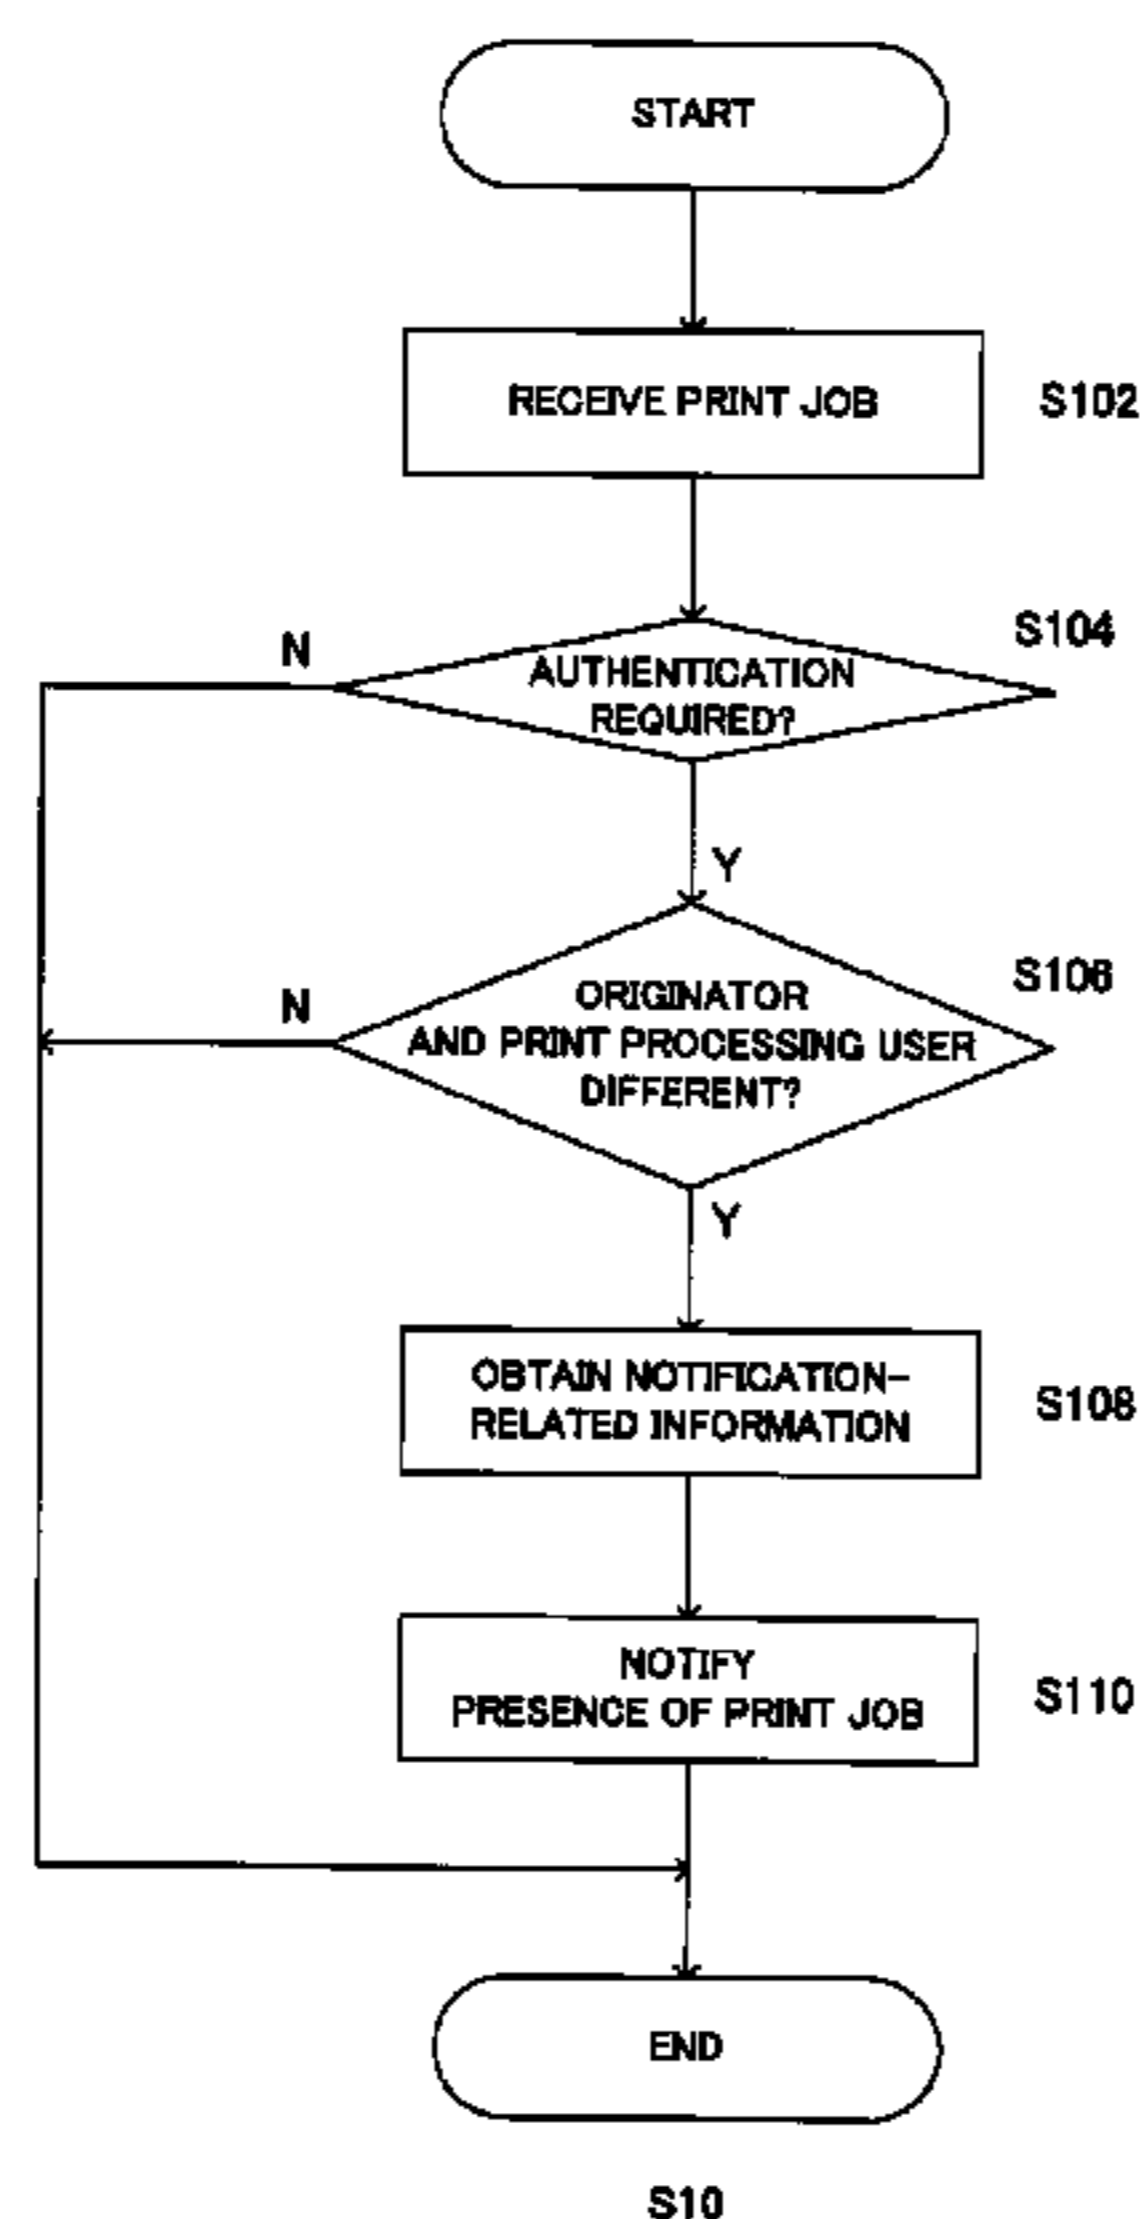 START
RECEIVE PRINT JOB
S102
S104
N
AUTHENTICATION
REQUIRED?
Y
S106
N
ORIGINATOR
AND PRINT PROCESSING USER
DIFFERENT?
Y
OBTAIN NOTIFICATION-
RELATED INFORMATION
S108
NOTIFY
PRESENCE OF PRINT JOB
S110
END
S10